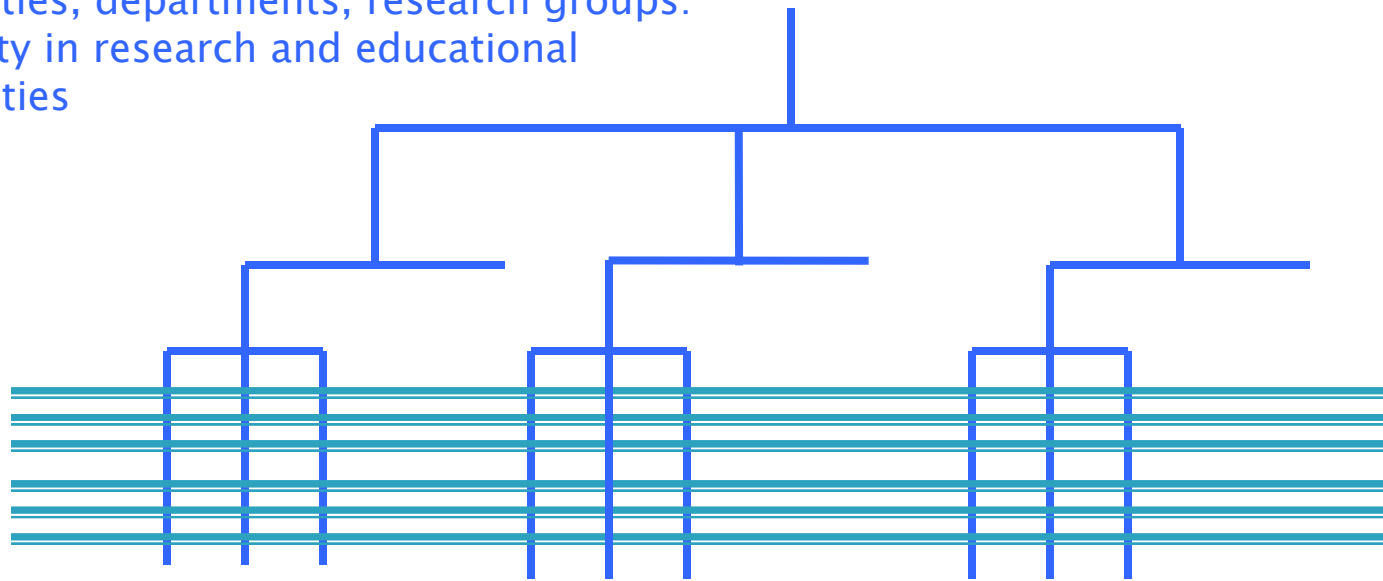 ties, departments, research groups:
ty in research and educational
ties